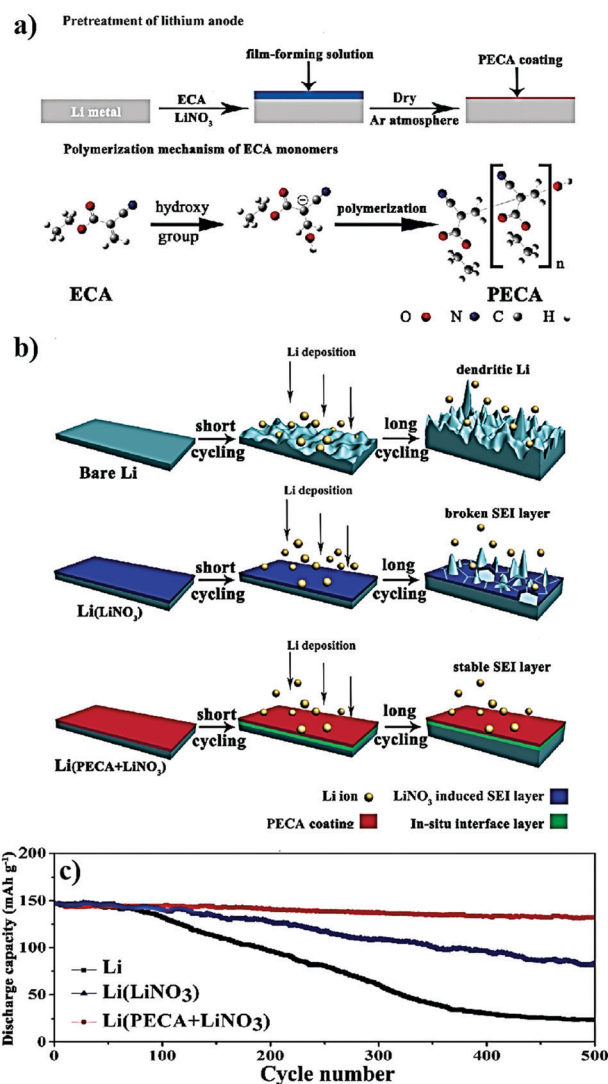 a)
Pretreatment of lithium anode
film-forming solution
PECA coating
Li metal
ECA
LiNO3
Dry
Ar atmosphere
Polymerization mechanism of ECA monomers
hydroxy
group
polymerization
n
ECA
PECA
O N C H
b)
Li deposition
dendritic Li
short
cycling
long
cycling
Bare Li
Li deposition
broken SEI layer
short
cycling
long
cycling
Li(LiNO3)
Li deposition
stable SEI layer
short
cycling
long
cycling
Li(PECA+LiNO3)
Li ion
LiNO3 induced SEI layer
PECA coating
In-situ interface layer
c)
Discharge capacity (mAh g-1)
200
150
100
50
0
Li
Li(LiNO3)
Li(PECA+LiNO3)
0 100 200 300 400 500
Cycle number